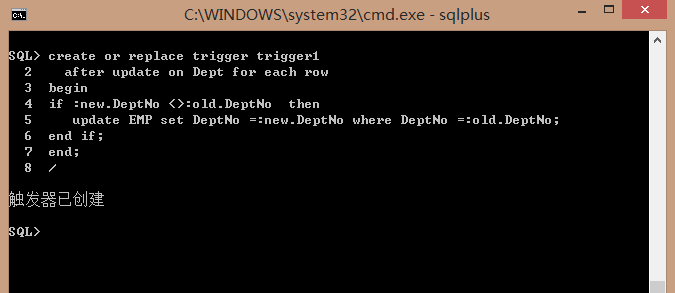 C:\WINDOWS\system32\cmd.exe - sqlplus
SQL> create or replace trigger trigger1
2 after update on Dept for each row
3 begin
4 if :new.DeptNo <>:old.DeptNo then
5 update EMP set DeptNo =:new.DeptNo where DeptNo =:old.DeptNo;
6 end if;
7 end;
8 /
触发器已创建
SQL>